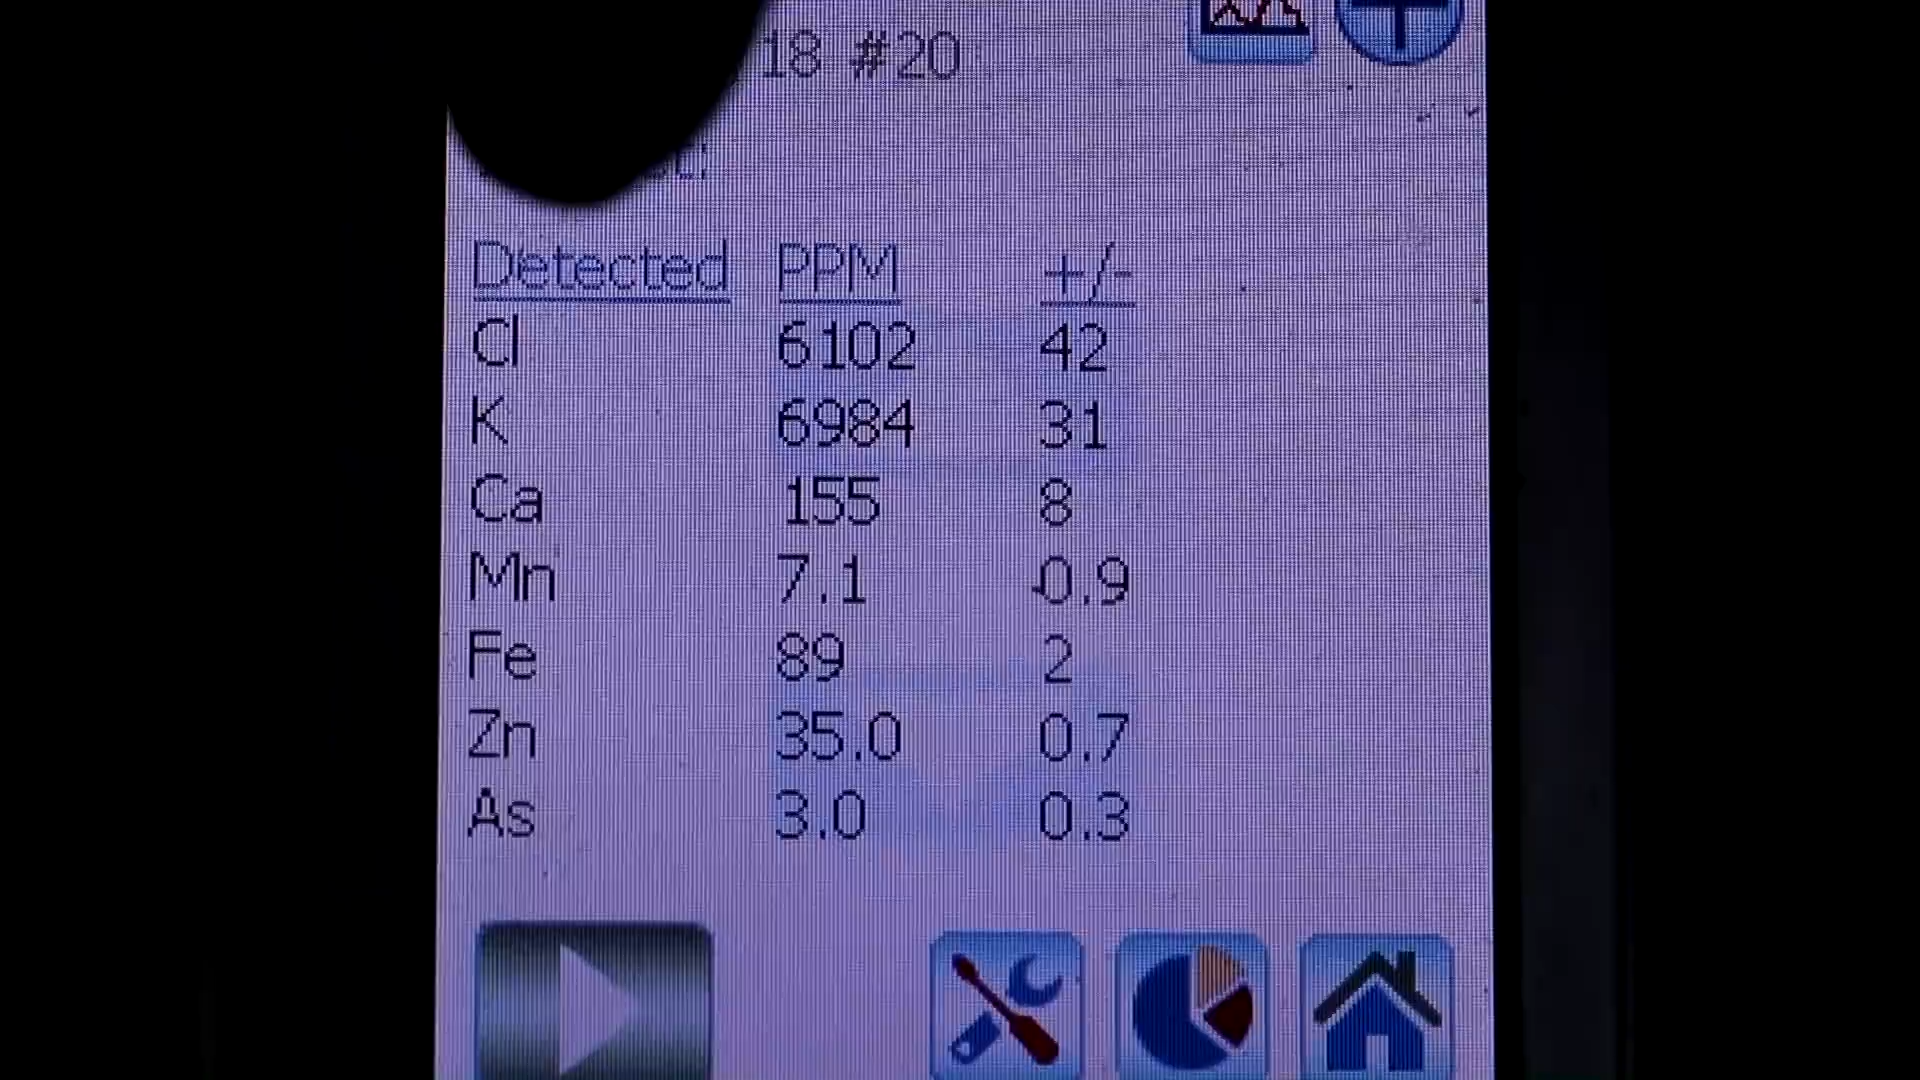 18 #20
Detected PPM +/-
Cl 6102 42
K 6984 31
Ca 155 8
Mn 7.1 0.9
Fe 89 2
Zn 35.0 0.7
As 3.0 0.3